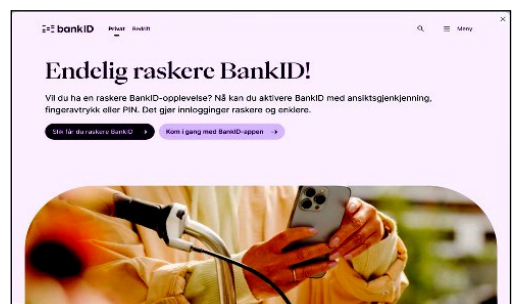 bankID Privat Bedrift Meny
Endelig raskere BankID!
Vil du ha en raskere BankID-opplevelse? Nå kan du aktivere BankID med ansiktsgjenkjenning,
fingeravtrykk eller PIN. Det gjør innlogginger raskere og enklere.
Slik får du raskere BankID → Kom i gang med BankID-appen →